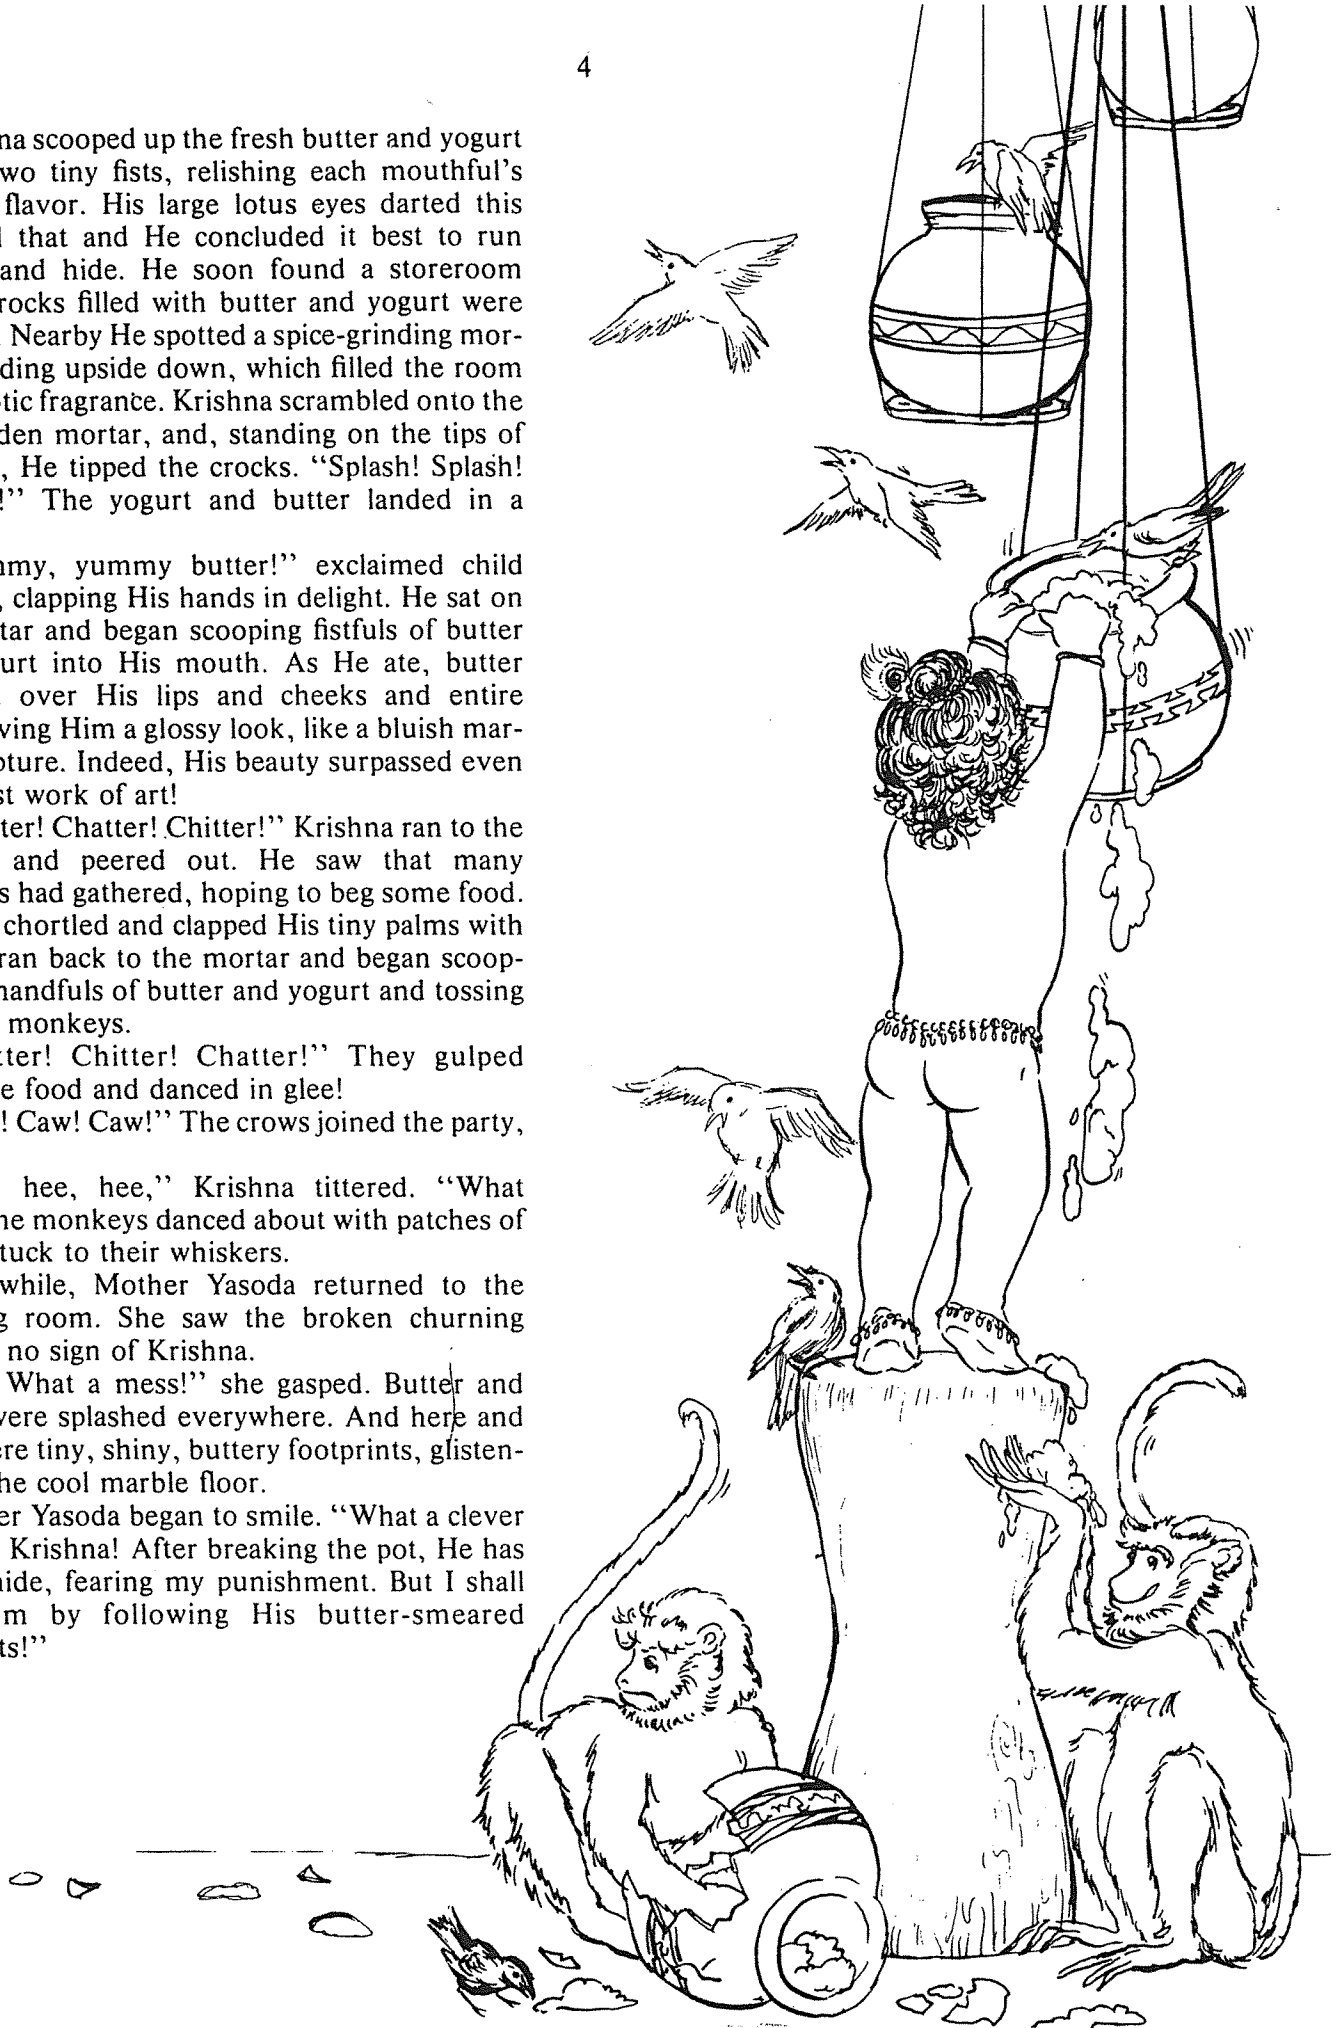 4
na scooped up the fresh butter and yogurt
wo tiny fists, relishing each mouthful's
flavor. His large lotus eyes darted this
that and He concluded it best to run
and hide. He soon found a storeroom
rocks filled with butter and yogurt were
Nearby He spotted a spice-grinding mor-
ding upside down, which filled the room
tic fragrance. Krishna scrambled onto the
den mortar, and, standing on the tips of
, He tipped the crocks. “Splash! Splash!
!” The yogurt and butter landed in a
mmy, yummy butter!” exclaimed child
, clapping His hands in delight. He sat on
tar and began scooping fistfuls of butter
urt into His mouth. As He ate, butter
over His lips and cheeks and entire
ving Him a glossy look, like a bluish mar-
pture. Indeed, His beauty surpassed even
st work of art!
ter! Chatter! Chitter!” Krishna ran to the
and peered out. He saw that many
s had gathered, hoping to beg some food.
chortled and clapped His tiny palms with
ran back to the mortar and began scoop-
handfuls of butter and yogurt and tossing
monkeys.
tter! Chitter! Chatter!” They gulped
e food and danced in glee!
! Caw! Caw!” The crows joined the party,
hee, hee,” Krishna tittered. “What
he monkeys danced about with patches of
tuck to their whiskers.
while, Mother Yasoda returned to the
g room. She saw the broken churning
no sign of Krishna.
What a mess!” she gasped. Butter and
were splashed everywhere. And here and
ere tiny, shiny, buttery footprints, glisten-
he cool marble floor.
er Yasoda began to smile. “What a clever
Krishna! After breaking the pot, He has
hide, fearing my punishment. But I shall
m by following His butter-smeared
ts!”